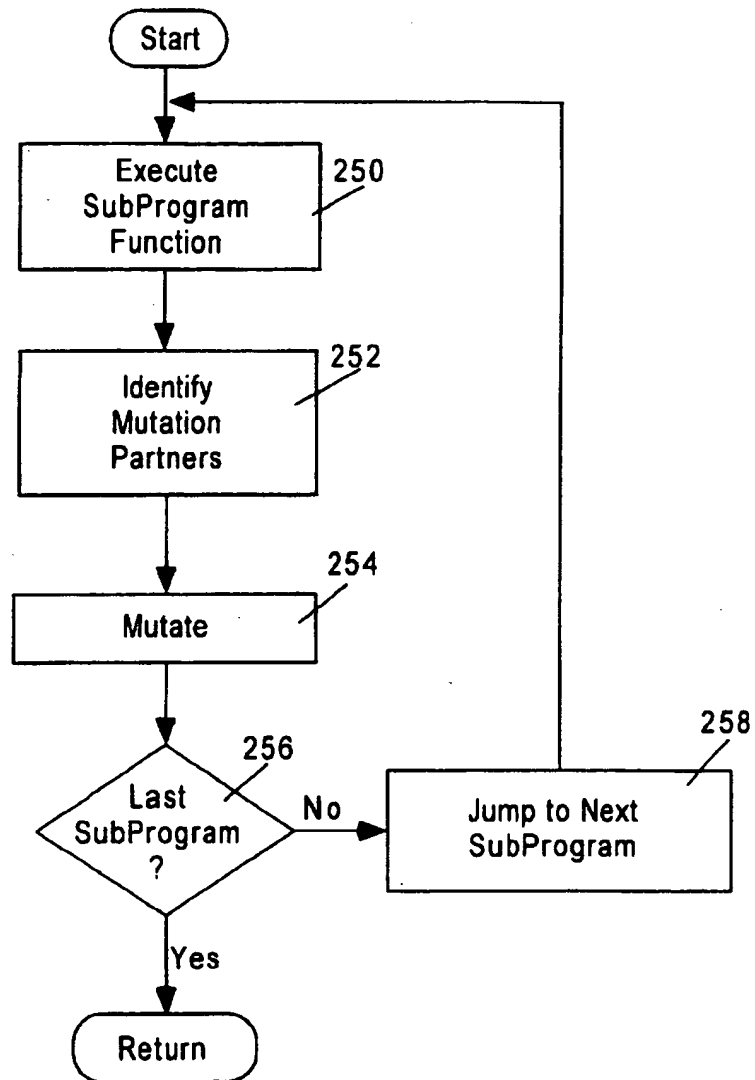 Start
Execute
SubProgram
Function
250
Identify
Mutation
Partners
252
Mutate
254
Last
SubProgram
?
256
No
Jump to Next
SubProgram
258
Yes
Return